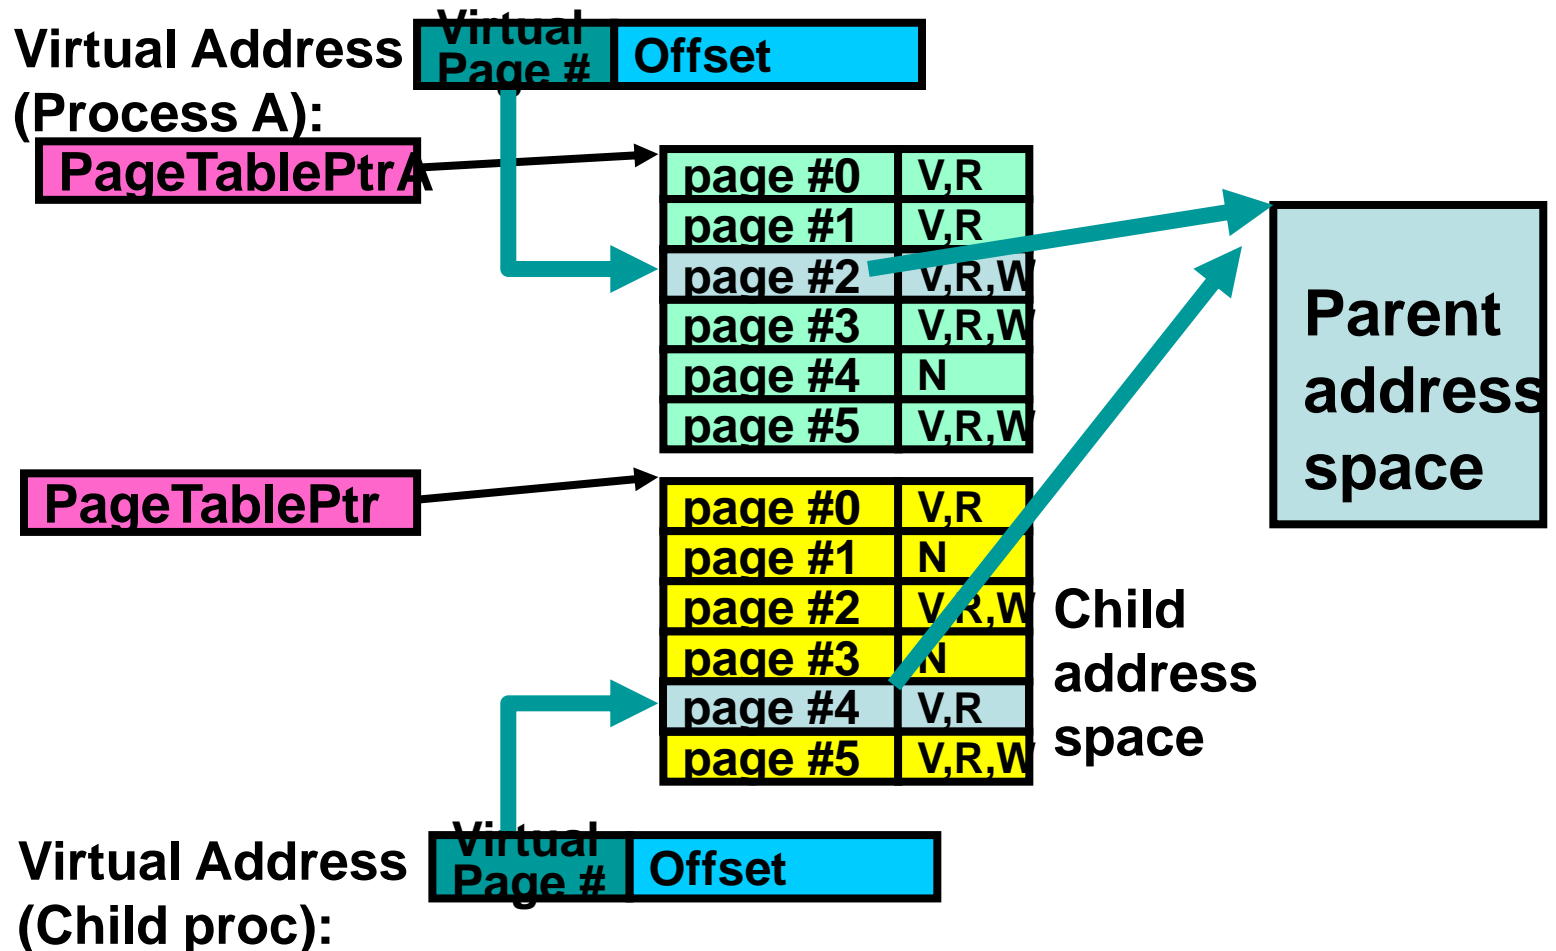 Virtual Address
(Process A):
Virtual
Page #
Offset
PageTablePtrA
page #0 V,R
page #1 V,R
page #2 V,R,W
page #3 V,R,W
page #4 N
page #5 V,R,W
Parent
address
space
PageTablePtr
page #0 V,R
page #1 N
page #2 V,R,W
page #3 N
page #4 V,R
page #5 V,R,W
Child
address
space
Virtual Address
(Child proc):
Virtual
Page #
Offset